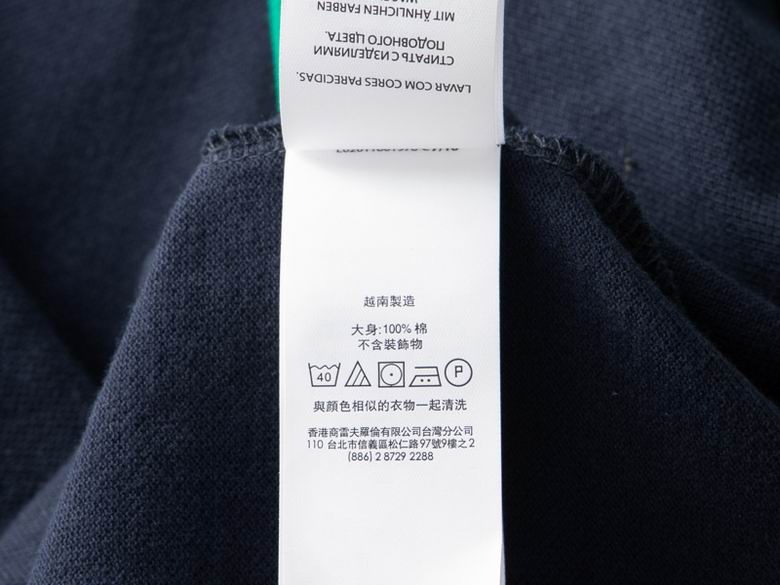 MIT ÄHNLICHEN FARBEN
ПОДОБНОГО ЦВЕТА.
СТИРАТЬ С ИЗДЕЛИЯМИ
LAVAR COM CORES PARECIDAS.
越南製造
大身:100% 棉
不含裝飾物
40 P
與顏色相似的衣物一起清洗
香港商雷夫羅倫有限公司台灣分公司
110 台北市信義區松仁路97號9樓之2
(886) 2 8729 2288